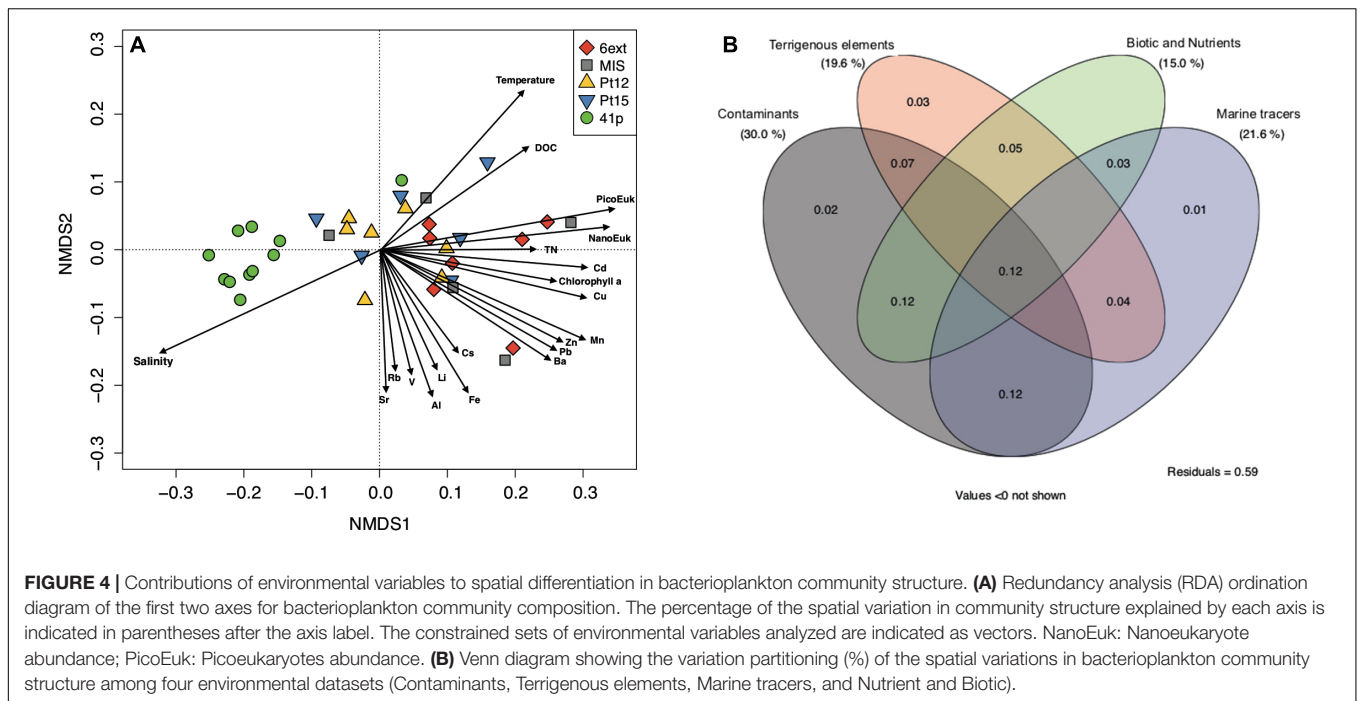 A
0.3
0.2
0.1
0.0
−0.1
−0.2
−0.3
NMDS2
−0.3
−0.2
−0.1
0.0
0.1
0.2
0.3
NMDS1
6ext
MIS
Pt12
Pt15
41p
Temperature
DOC
PicoEuk
NanoEuk
TN
Cd
Chlorophyll a
Cu
Mn
Zn
Pb
Ba
Cs
Li
Rb
V
Sr
Al
Fe
Salinity
B
Terrigenous elements
(19.6 %)
Biotic and Nutrients
(15.0 %)
Contaminants
(30.0 %)
Marine tracers
(21.6 %)
0.03
0.05
0.07
0.03
0.02
0.01
0.12
0.12
0.04
0.12
Residuals = 0.59
Values <0 not shown
FIGURE 4 | Contributions of environmental variables to spatial differentiation in bacterioplankton community structure. (A) Redundancy analysis (RDA) ordination
diagram of the first two axes for bacterioplankton community composition. The percentage of the spatial variation in community structure explained by each axis is
indicated in parentheses after the axis label. The constrained sets of environmental variables analyzed are indicated as vectors. NanoEuk: Nanoeukaryote
abundance; PicoEuk: Picoeukaryotes abundance. (B) Venn diagram showing the variation partitioning (%) of the spatial variations in bacterioplankton community
structure among four environmental datasets (Contaminants, Terrigenous elements, Marine tracers, and Nutrient and Biotic).